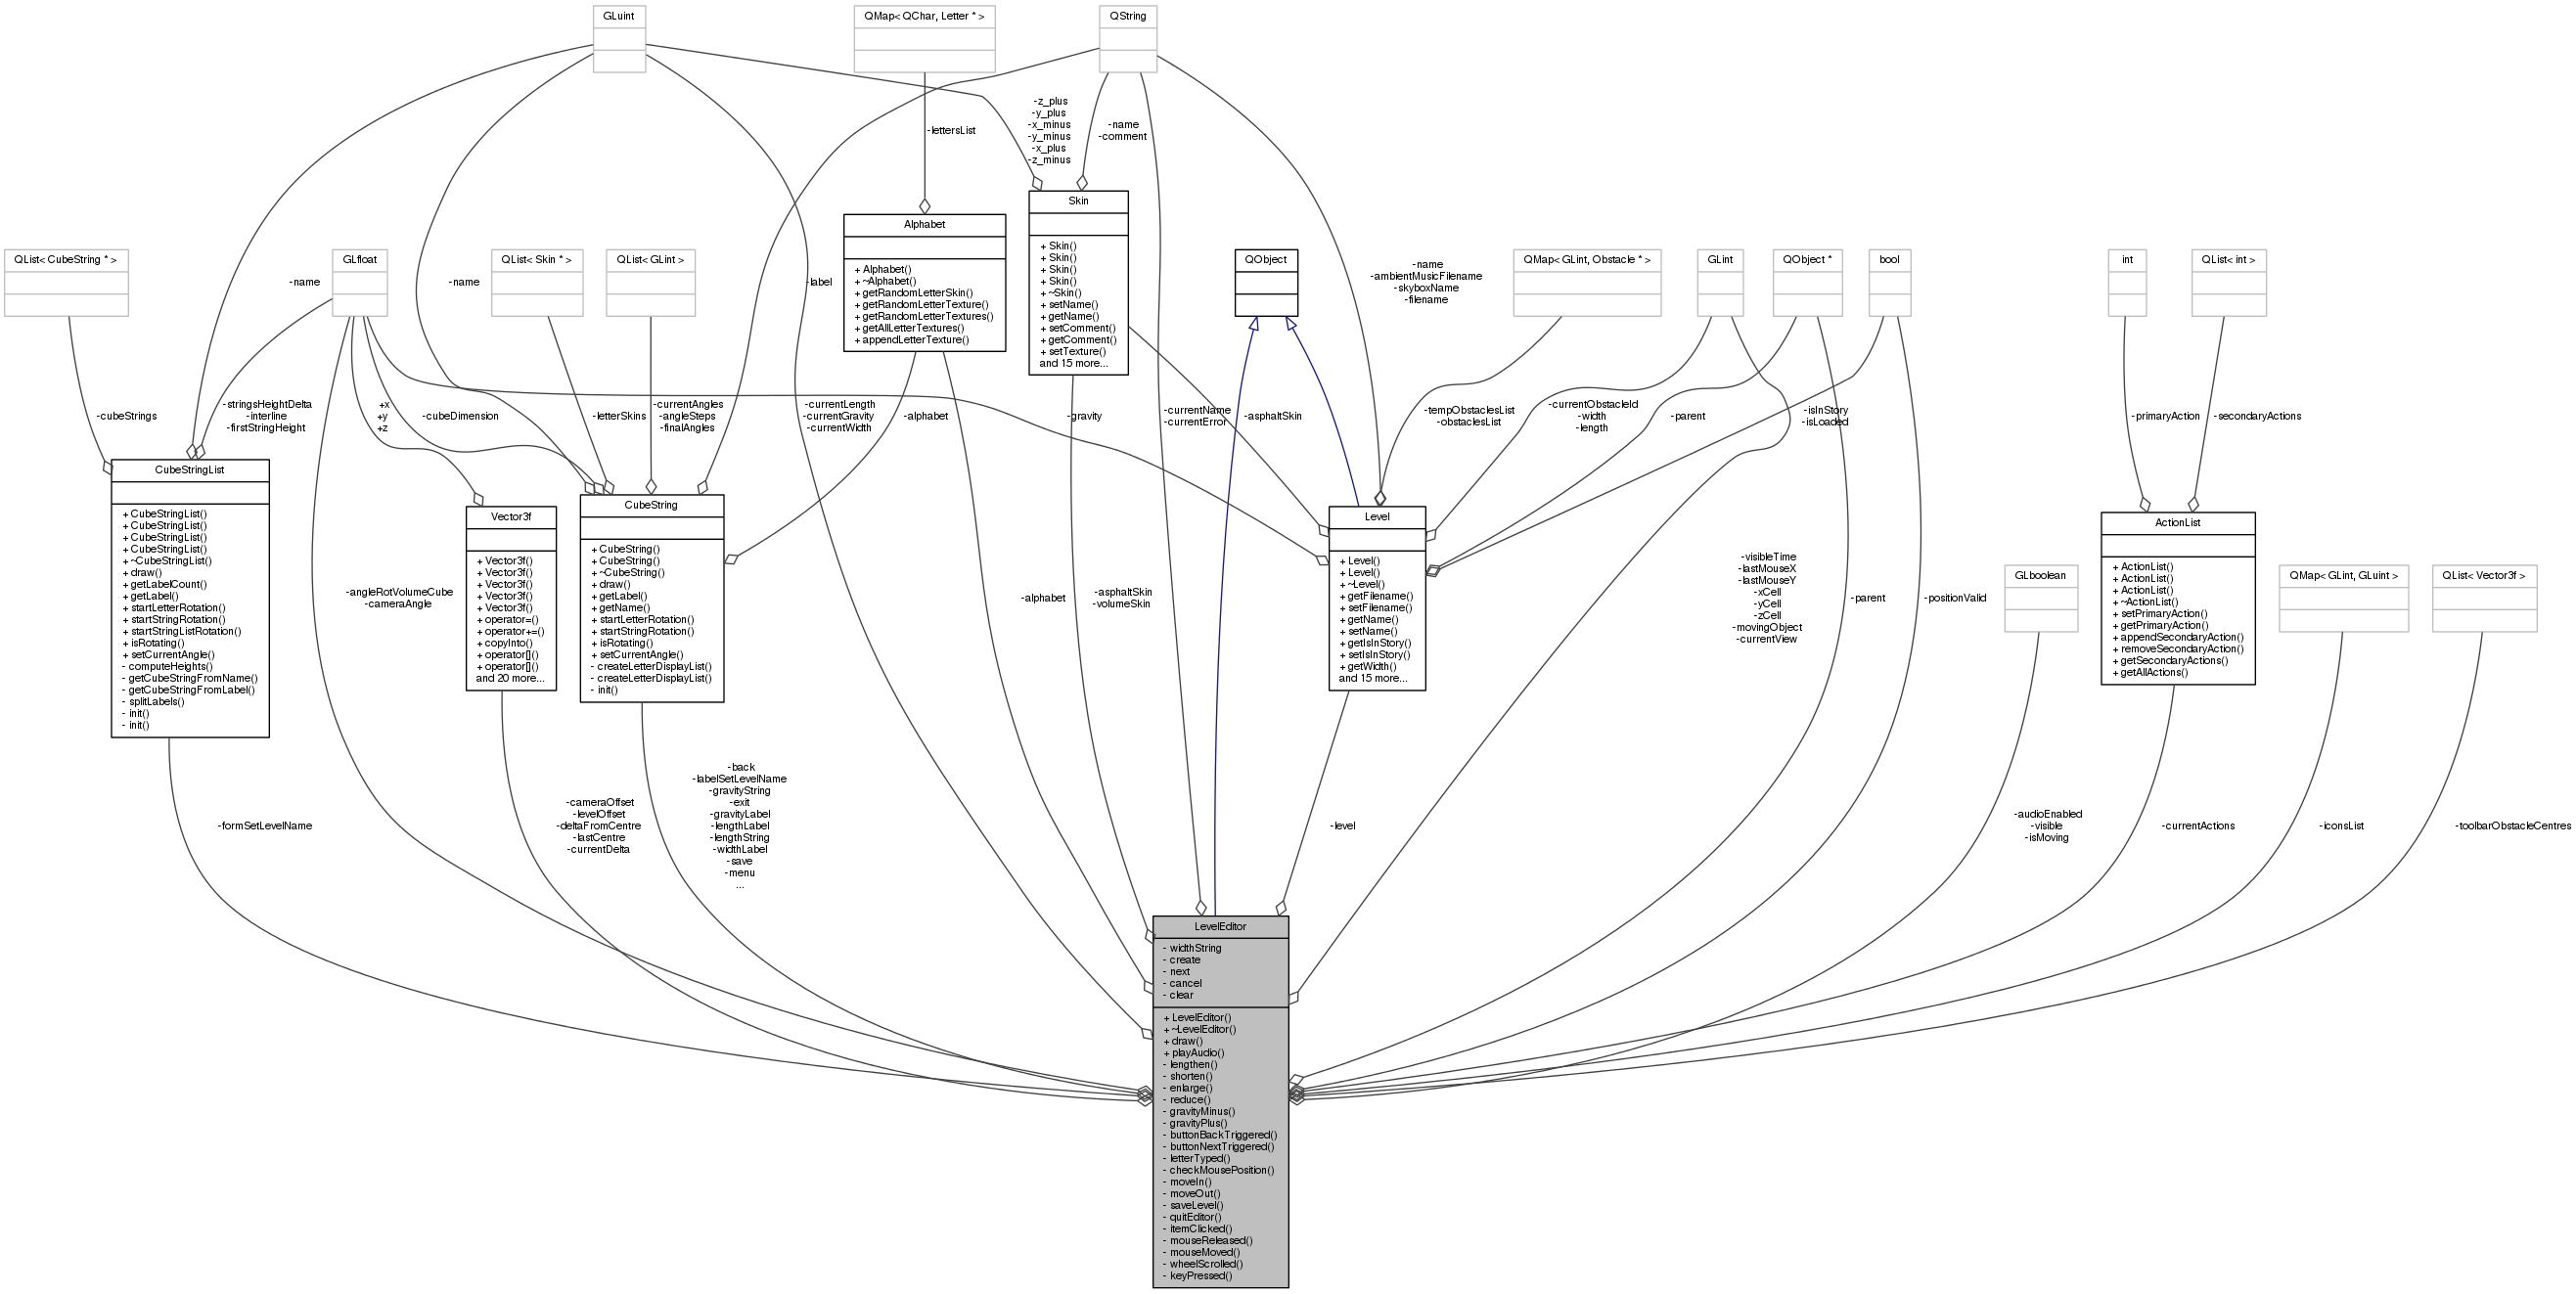 GLuint
QMap< QChar, Letter * >
QString
-z_plus
-y_plus
-x_minus
-y_minus
-x_plus
-z_minus
-name
-comment
-lettersList
Skin
+ Skin()
+ Skin()
+ Skin()
+ Skin()
+ ~Skin()
+ setName()
+ getName()
+ setComment()
+ getComment()
+ setTexture()
and 15 more...
Alphabet
+ Alphabet()
+ ~Alphabet()
+ getRandomLetterSkin()
+ getRandomLetterTexture()
+ getRandomLetterTextures()
+ getAllLetterTextures()
+ appendLetterTexture()
QList< CubeString * >
-name
GLfloat
-name
QList< Skin * >
QList< GLint >
-label
QObject
-name
-ambientMusicFilename
-skyboxName
-filename
QMap< GLint, Obstacle * >
GLint
QObject *
bool
int
QList< int >
-cubeStrings
-stringsHeightDelta
-interline
-firstStringHeight
+x
+y
+z
-cubeDimension
-letterSkins
-currentAngles
-angleSteps
-finalAngles
-currentLength
-currentGravity
-currentWidth
-alphabet
-gravity
-currentName
-currentError
-asphaltSkin
-tempObstaclesList
-obstaclesList
-currentObstacleId
-width
-length
-parent
-isInStory
-isLoaded
-primaryAction
-secondaryActions
CubeStringList
+ CubeStringList()
+ CubeStringList()
+ CubeStringList()
+ CubeStringList()
+ ~CubeStringList()
+ draw()
+ getLabelCount()
+ getLabel()
+ startLetterRotation()
+ startStringRotation()
+ startStringListRotation()
+ isRotating()
+ setCurrentAngle()
- computeHeights()
- getCubeStringFromName()
- getCubeStringFromLabel()
- splitLabels()
- init()
- init()
-angleRotVolumeCube
-cameraAngle
Vector3f
+ Vector3f()
+ Vector3f()
+ Vector3f()
+ Vector3f()
+ Vector3f()
+ operator=()
+ operator+=()
+ copyInto()
+ operator[]()
+ operator[]()
and 20 more...
CubeString
+ CubeString()
+ CubeString()
+ ~CubeString()
+ draw()
+ getLabel()
+ getName()
+ startLetterRotation()
+ startStringRotation()
+ isRotating()
+ setCurrentAngle()
- createLetterDisplayList()
- createLetterDisplayList()
- init()
-alphabet
-asphaltSkin
-volumeSkin
Level
+ Level()
+ Level()
+ ~Level()
+ getFilename()
+ setFilename()
+ getName()
+ setName()
+ getIsInStory()
+ setIsInStory()
+ getWidth()
and 15 more...
-visibleTime
-lastMouseX
-lastMouseY
-xCell
-yCell
-zCell
-movingObject
-currentView
-parent
-positionValid
GLboolean
ActionList
+ ActionList()
+ ActionList()
+ ActionList()
+ ~ActionList()
+ setPrimaryAction()
+ getPrimaryAction()
+ appendSecondaryAction()
+ removeSecondaryAction()
+ getSecondaryActions()
+ getAllActions()
QMap< GLint, GLuint >
QList< Vector3f >
-formSetLevelName
-cameraOffset
-levelOffset
-deltaFromCentre
-lastCentre
-currentDelta
-back
-labelSetLevelName
-gravityString
-exit
-gravityLabel
-lengthLabel
-lengthString
-widthLabel
-save
-menu
...
-level
-audioEnabled
-visible
-isMoving
-currentActions
-iconsList
-toolbarObstacleCentres
LevelEditor
- widthString
- create
- next
- cancel
- clear
+ LevelEditor()
+ ~LevelEditor()
+ draw()
+ playAudio()
- lengthen()
- shorten()
- enlarge()
- reduce()
- gravityMinus()
- gravityPlus()
- buttonBackTriggered()
- buttonNextTriggered()
- letterTyped()
- checkMousePosition()
- moveIn()
- moveOut()
- saveLevel()
- quitEditor()
- itemClicked()
- mouseReleased()
- mouseMoved()
- wheelScrolled()
- keyPressed()